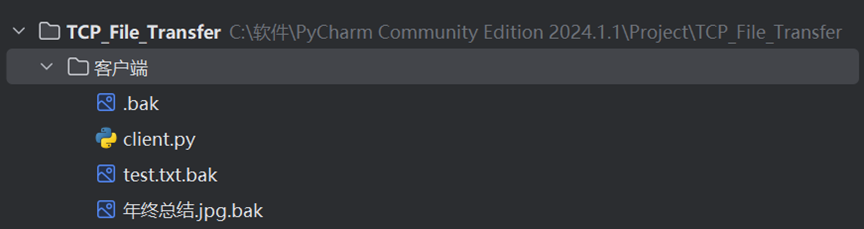 TCP_File_Transfer C:\软件\PyCharm Community Edition 2024.1.1\Project\TCP_File_Transfer
客户端
.bak
client.py
test.txt.bak
年终总结.jpg.bak